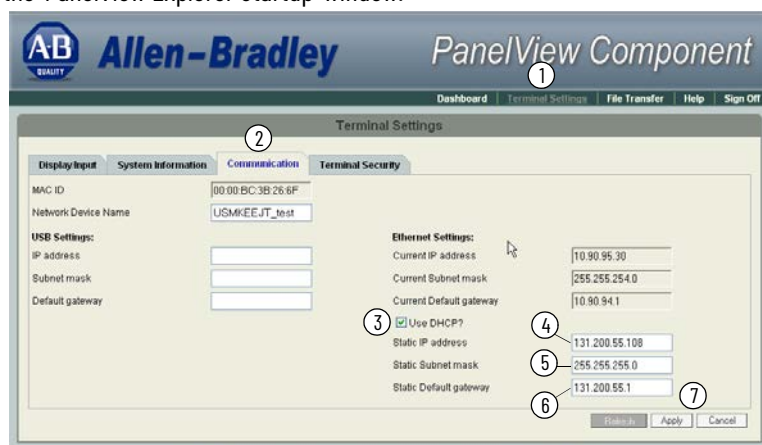 the PanelView Explorer startup window
AB QUALITY Allen-Bradley PanelView Component
1
Dashboard Terminal Settings File Transfer Help Sign Off
Terminal Settings
2
Display Input System Information Communication Terminal Security
MAC ID 00:00:BC:3B:26:6F
Network Device Name USMKEEJT_test
USB Settings: Ethernet Settings:
IP address Current IP address 10.90.95.30
Subnet mask Current Subnet mask 255.255.254.0
Default gateway Current Default gateway 10.90.94.1
3 Use DHCP? 4
Static IP address 131.200.55.108
Static Subnet mask 5 255.255.255.0
Static Default gateway 6 131.200.55.1 7
Refresh Apply Cancel